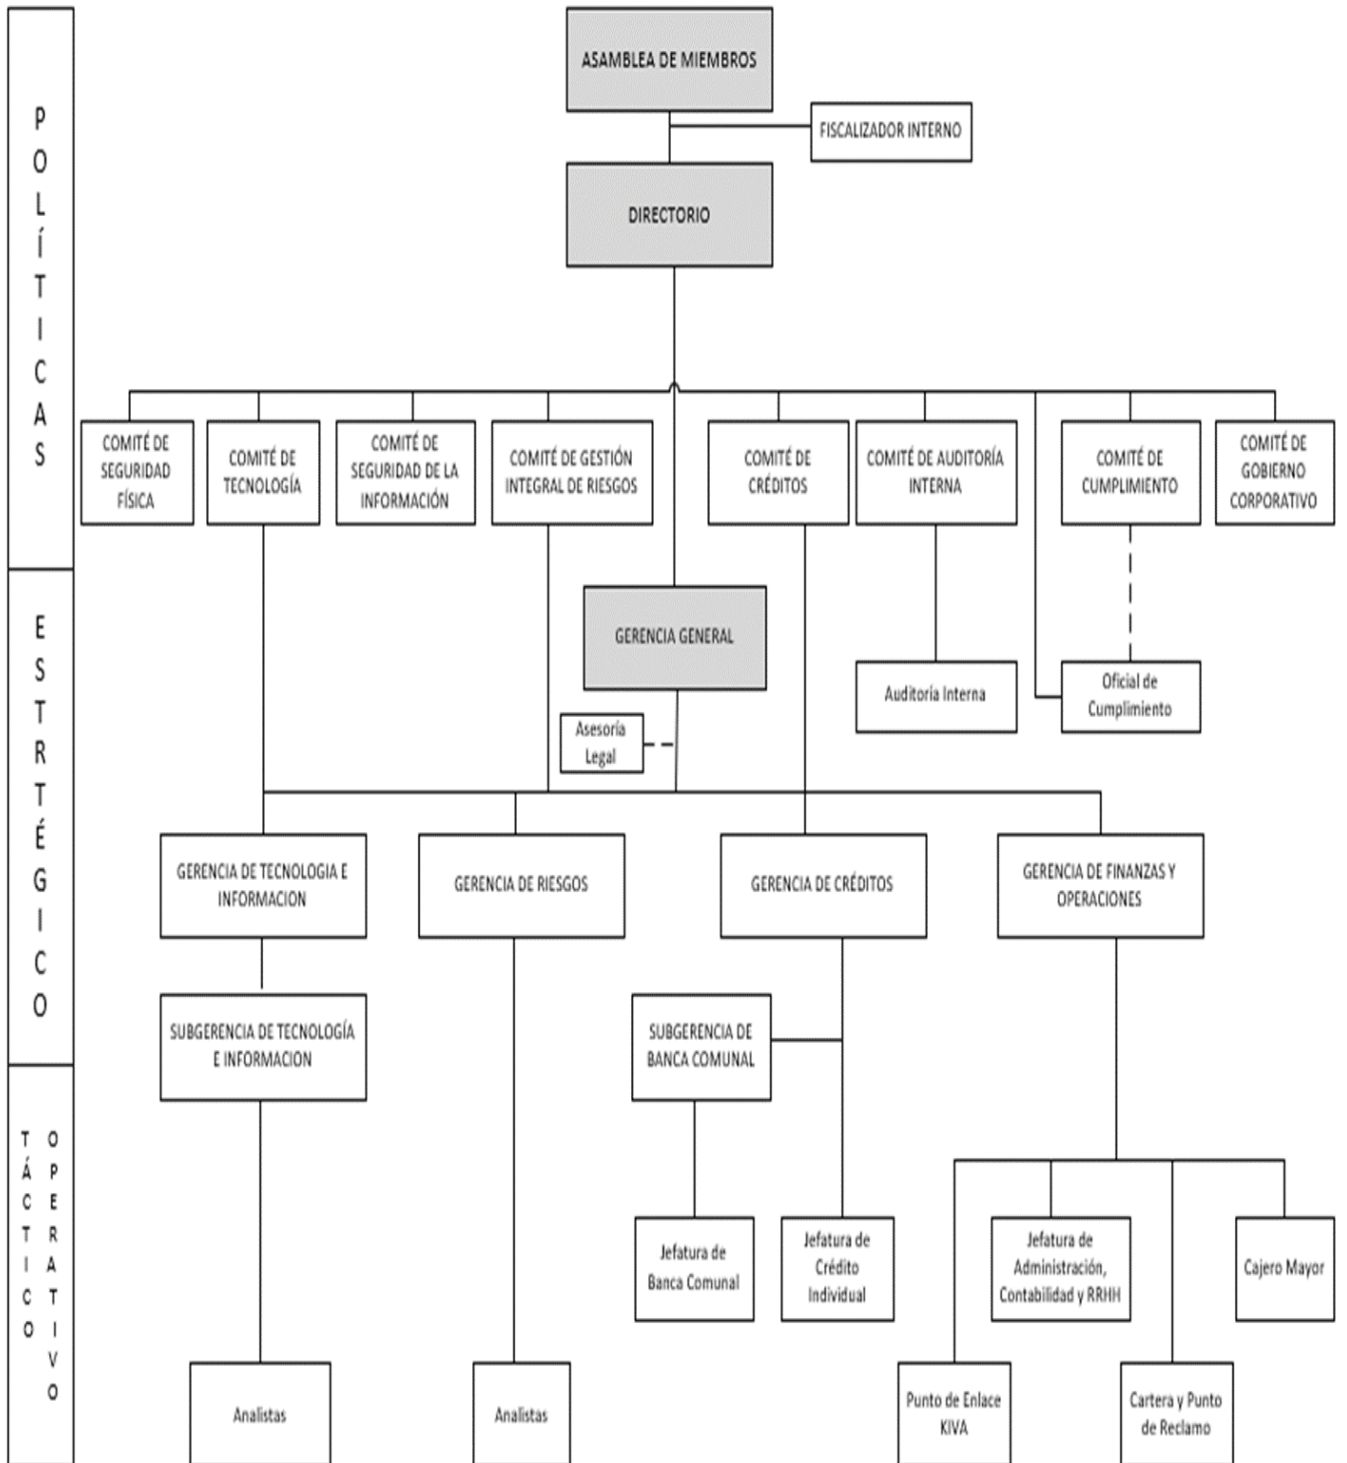 POLÍTICAS
ASAMBLEA DE MIEMBROS
FISCALIZADOR INTERNO
DIRECTORIO
COMITÉ DE
SEGURIDAD
FÍSICA
COMITÉ DE
TECNOLOGÍA
COMITÉ DE
SEGURIDAD DE LA
INFORMACIÓN
COMITÉ DE GESTIÓN
INTEGRAL DE RIESGOS
COMITÉ DE
CRÉDITOS
COMITÉ DE AUDITORÍA
INTERNA
COMITÉ DE
CUMPLIMIENTO
COMITÉ DE
GOBIERNO
CORPORATIVO
ESTRTÉGICO
GERENCIA GENERAL
Asesoría
Legal
Auditoría Interna
Oficial de
Cumplimiento
GERENCIA DE TECNOLOGIA E
INFORMACION
GERENCIA DE RIESGOS
GERENCIA DE CRÉDITOS
GERENCIA DE FINANZAS Y
OPERACIONES
SUBGERENCIA DE TECNOLOGÍA
E INFORMACION
SUBGERENCIA DE
BANCA COMUNAL
TÁCTICO
OPERATIVO
Jefatura de
Banca Comunal
Jefatura de
Crédito
Individual
Jefatura de
Administración,
Contabilidad y RRHH
Cajero Mayor
Analistas
Analistas
Punto de Enlace
KIVA
Cartera y Punto
de Reclamo